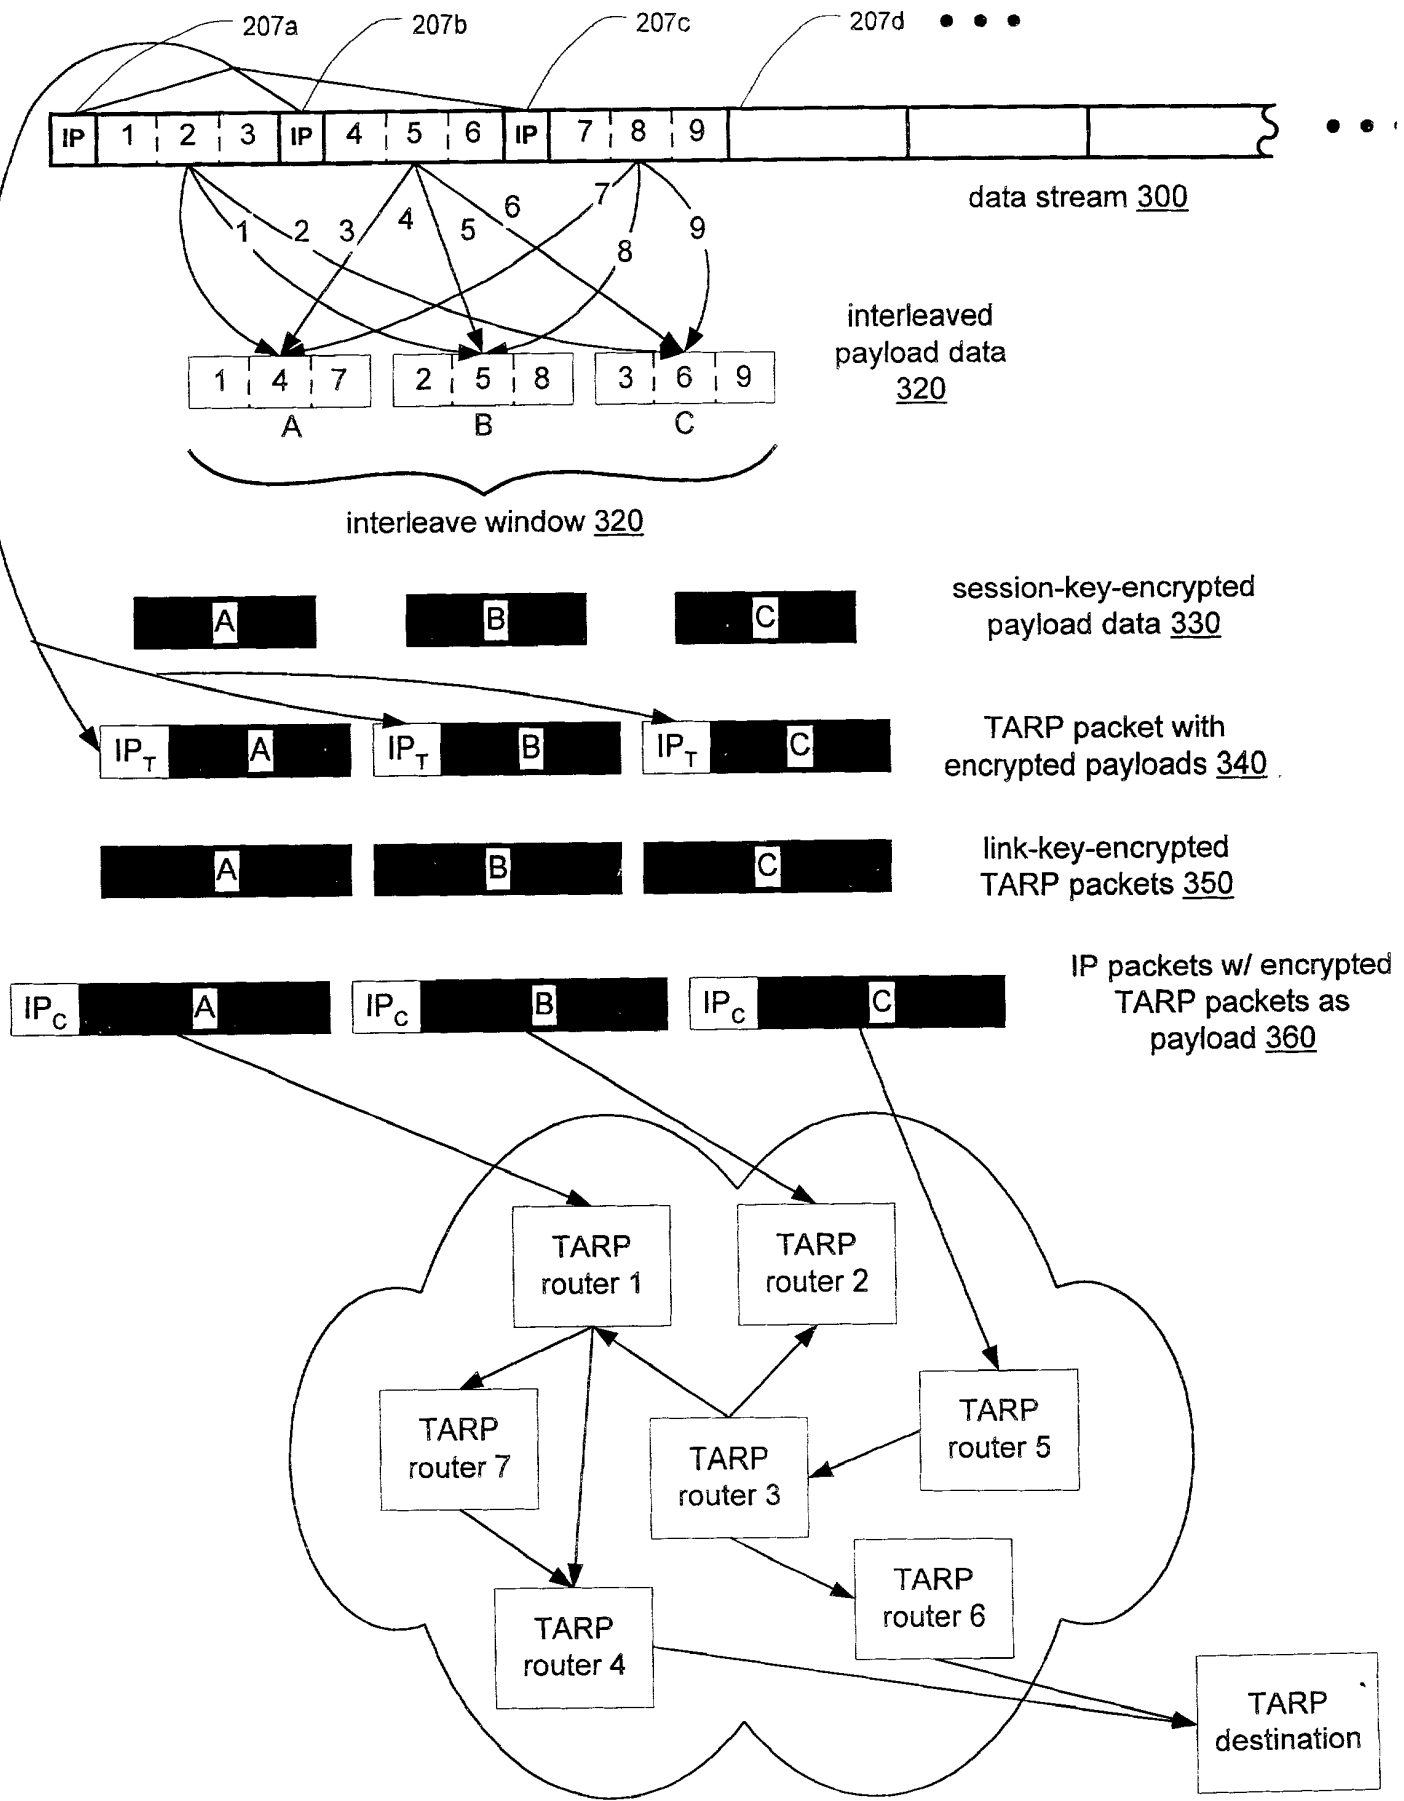 207a 207b 207c 207d
IP 1 2 3 IP 4 5 6 IP 7 8 9
data stream 300
1 2 3 4 5 6 7 8 9
interleaved
payload data
320
1 4 7 2 5 8 3 6 9
A B C
interleave window 320
A B C
session-key-encrypted
payload data 330
IPT A IPT B IPT C
TARP packet with
encrypted payloads 340
A B C
link-key-encrypted
TARP packets 350
IPC A IPC B IPC C
IP packets w/ encrypted
TARP packets as
payload 360
TARP
router 1
TARP
router 2
TARP
router 5
TARP
router 7
TARP
router 3
TARP
router 6
TARP
router 4
TARP
destination